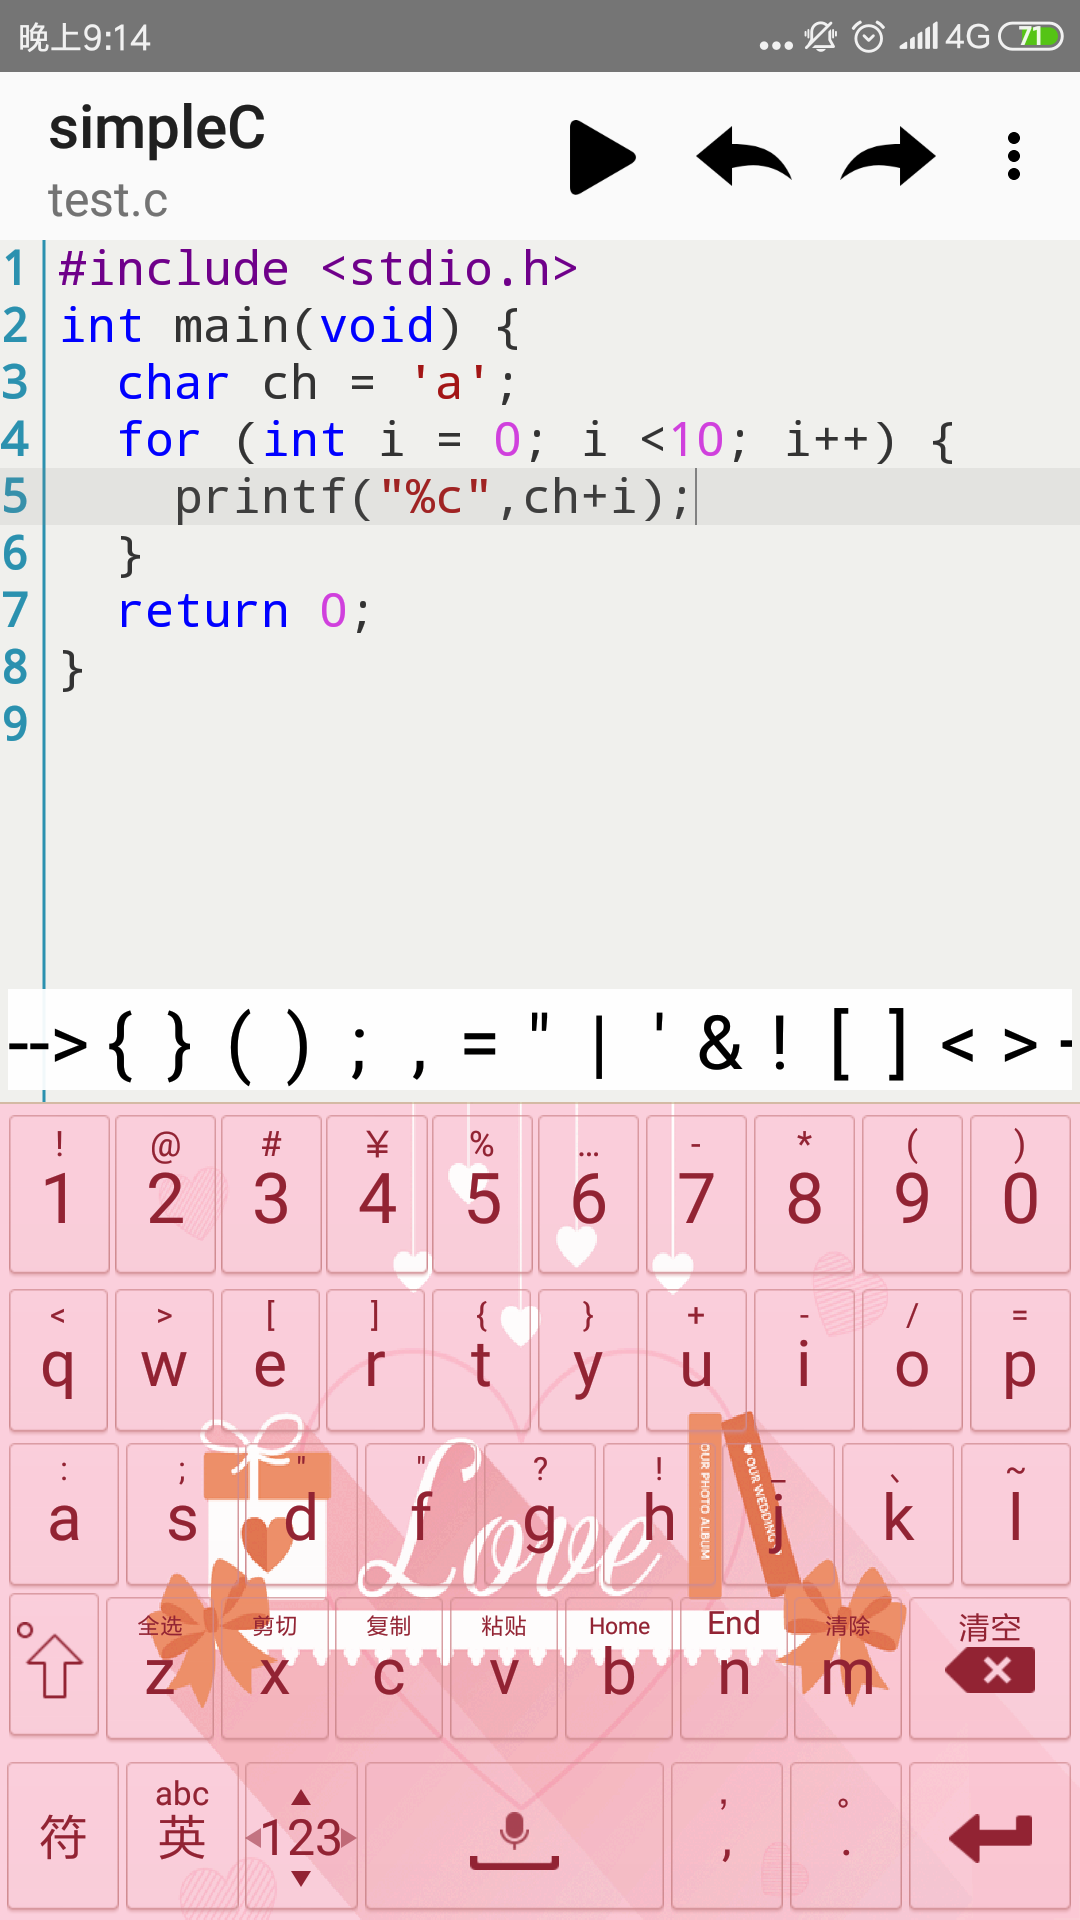 晚上9:14 ... 4G 71
simpleC
test.c
1 #include <stdio.h>
2 int main(void) {
3   char ch = 'a';
4   for (int i = 0; i <10; i++) {
5     printf("%c",ch+i);
6   }
7   return 0;
8 }
9
--> { } ( ) ; , = " | ' & ! [ ] < > -
! @ # ¥ % … - * ( )
1 2 3 4 5 6 7 8 9 0
< > [ ] { } + - / =
q w e r t y u i o p
: ; " " ? ! _ 、 ~
a s d f g h j k l
Love
OUR PHOTO ALBUM
OUR WEDDING
全选 剪切 复制 粘贴 Home End 清除 清空
z x c v b n m
abc , 。
符 英 123 , .